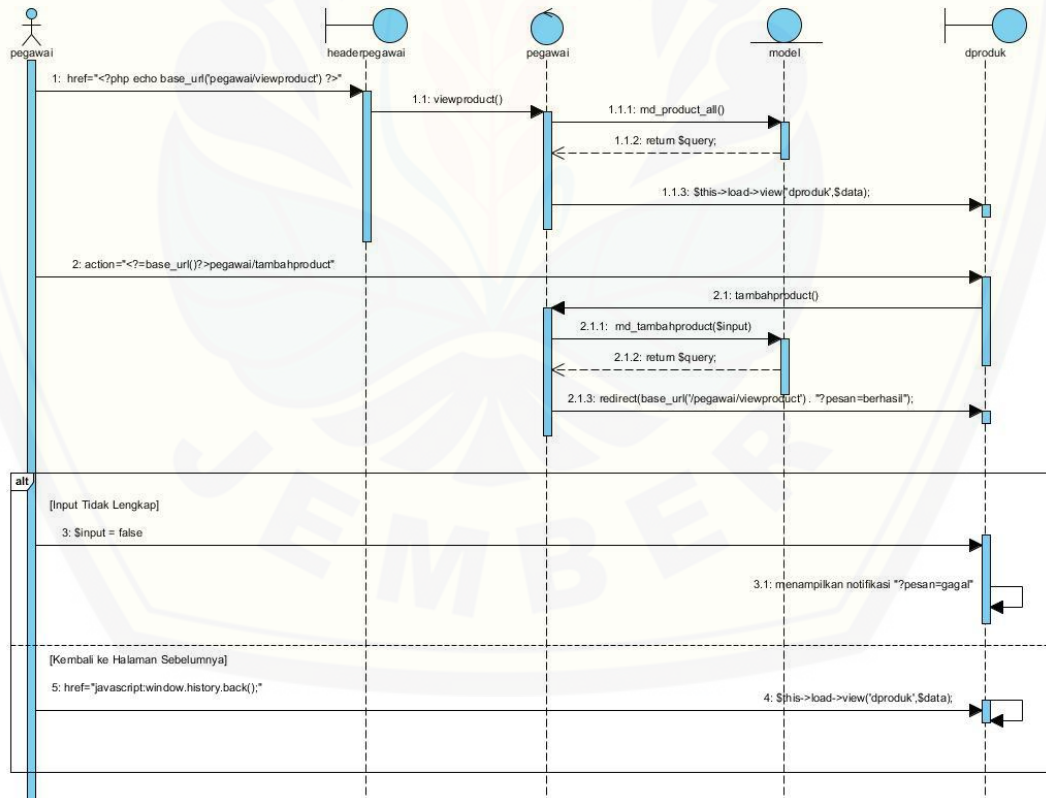 pegawai
headerpegawai
pegawai
model
dproduk
1: href="<?php echo base_url('pegawai/viewproduct') ?>"
1.1: viewproduct()
1.1.1: md_product_all()
1.1.2: return $query;
1.1.3: $this->load->view('dproduk',$data);
2: action="<?=base_url()?>pegawai/tambahproduct"
2.1: tambahproduct()
2.1.1: md_tambahproduct($input)
2.1.2: return $query;
2.1.3: redirect(base_url('/pegawai/viewproduct') . "?pesan=berhasil");
alt
[Input Tidak Lengkap]
3: $input = false
3.1: menampilkan notifikasi "?pesan=gagal"
[Kembali ke Halaman Sebelumnya]
5: href="javascript:window.history.back();"
4: $this->load->view('dproduk',$data);
JEMBER